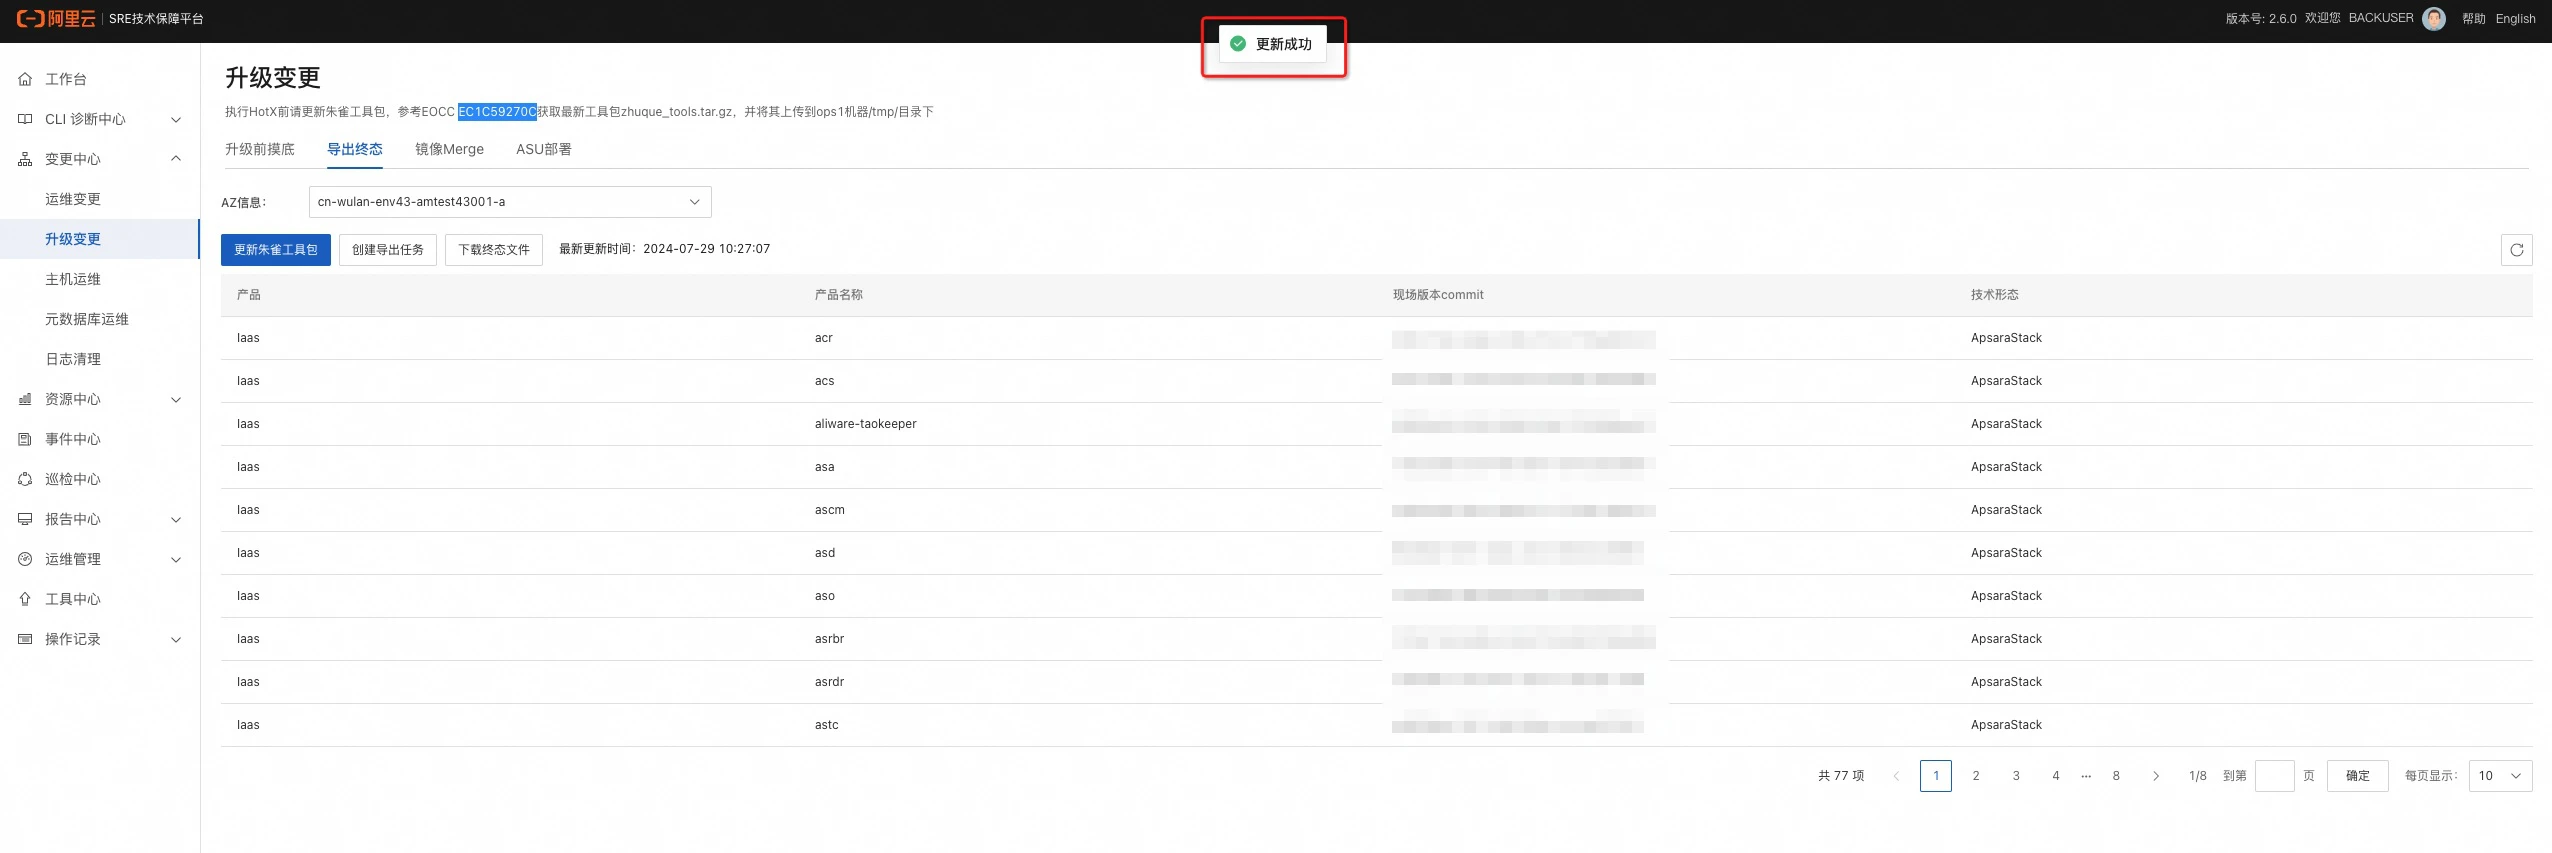 阿里云 SRE技术保障平台
更新成功
版本号: 2.6.0 欢迎您 BACKUSER 帮助 English
工作台
CLI 诊断中心
变更中心
运维变更
升级变更
主机运维
元数据库运维
日志清理
资源中心
事件中心
巡检中心
报告中心
运维管理
工具中心
操作记录
升级变更
执行HotX前请更新朱雀工具包，参考EOCC EC1C59270C获取最新工具包zhuque_tools.tar.gz，并将其上传到ops1机器/tmp/目录下
升级前摸底 导出终态 镜像Merge ASU部署
AZ信息： cn-wulan-env43-amtest43001-a
更新朱雀工具包 创建导出任务 下载终态文件 最新更新时间：2024-07-29 10:27:07
产品 产品名称 现场版本commit 技术形态
Iaas acr ApsaraStack
Iaas acs ApsaraStack
Iaas aliware-taokeeper ApsaraStack
Iaas asa ApsaraStack
Iaas ascm ApsaraStack
Iaas asd ApsaraStack
Iaas aso ApsaraStack
Iaas asrbr ApsaraStack
Iaas asrdr ApsaraStack
Iaas astc ApsaraStack
共 77 项 1 2 3 4 ··· 8 1/8 到第 页 确定 每页显示： 10